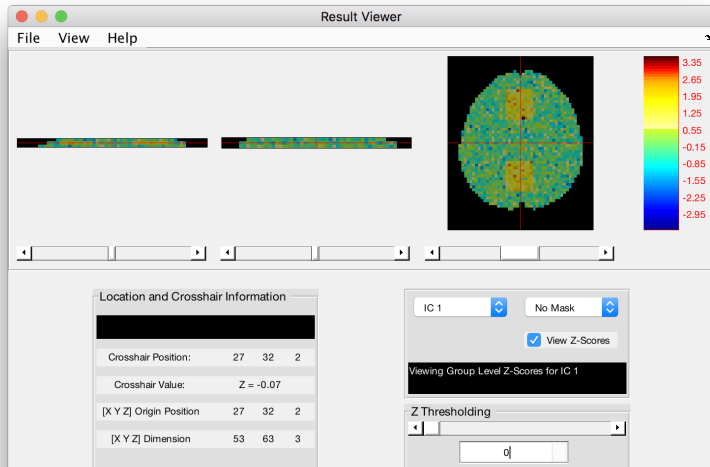 Result Viewer
File View Help
3.35
2.65
1.95
1.25
0.55
-0.15
-0.85
-1.55
-2.25
-2.95
Location and Crosshair Information
Crosshair Position: 27 32 2
Crosshair Value: Z = -0.07
[X Y Z] Origin Position 27 32 2
[X Y Z] Dimension 53 63 3
IC 1 No Mask
View Z-Scores
Viewing Group Level Z-Scores for IC 1
Z Thresholding
0